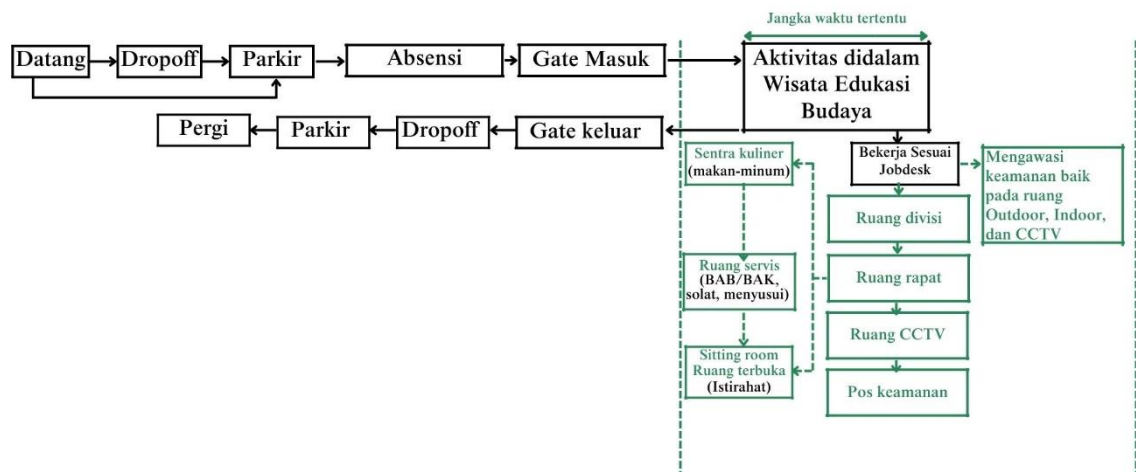 Jangka waktu tertentu
Datang
Dropoff
Parkir
Absensi
Gate Masuk
Aktivitas didalam
Wisata Edukasi
Budaya
Pergi
Parkir
Dropoff
Gate keluar
Sentra kuliner
(makan-minum)
Bekerja Sesuai
Jobdesk
Mengawasi
keamanan baik
pada ruang
Outdoor, Indoor,
dan CCTV
Ruang divisi
Ruang servis
(BAB/BAK,
solat, menyusui)
Ruang rapat
Ruang CCTV
Sitting room
Ruang terbuka
(Istirahat)
Pos keamanan